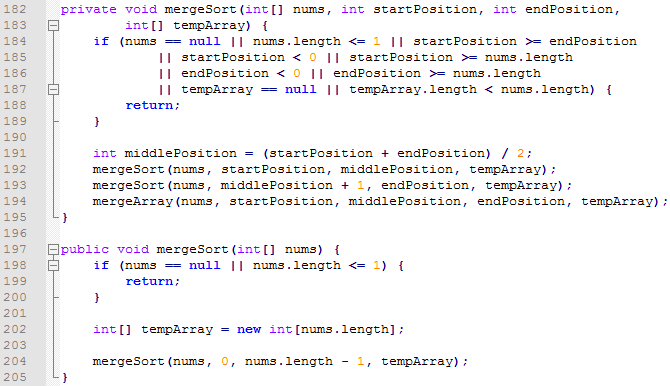 182 private void mergeSort(int[] nums, int startPosition, int endPosition,
183         int[] tempArray) {
184     if (nums == null || nums.length <= 1 || startPosition >= endPosition
185             || startPosition < 0 || startPosition >= nums.length
186             || endPosition < 0 || endPosition >= nums.length
187             || tempArray == null || tempArray.length < nums.length) {
188         return;
189     }
190
191     int middlePosition = (startPosition + endPosition) / 2;
192     mergeSort(nums, startPosition, middlePosition, tempArray);
193     mergeSort(nums, middlePosition + 1, endPosition, tempArray);
194     mergeArray(nums, startPosition, middlePosition, endPosition, tempArray);
195 }
196
197 public void mergeSort(int[] nums) {
198     if (nums == null || nums.length <= 1) {
199         return;
200     }
201
202     int[] tempArray = new int[nums.length];
203
204     mergeSort(nums, 0, nums.length - 1, tempArray);
205 }